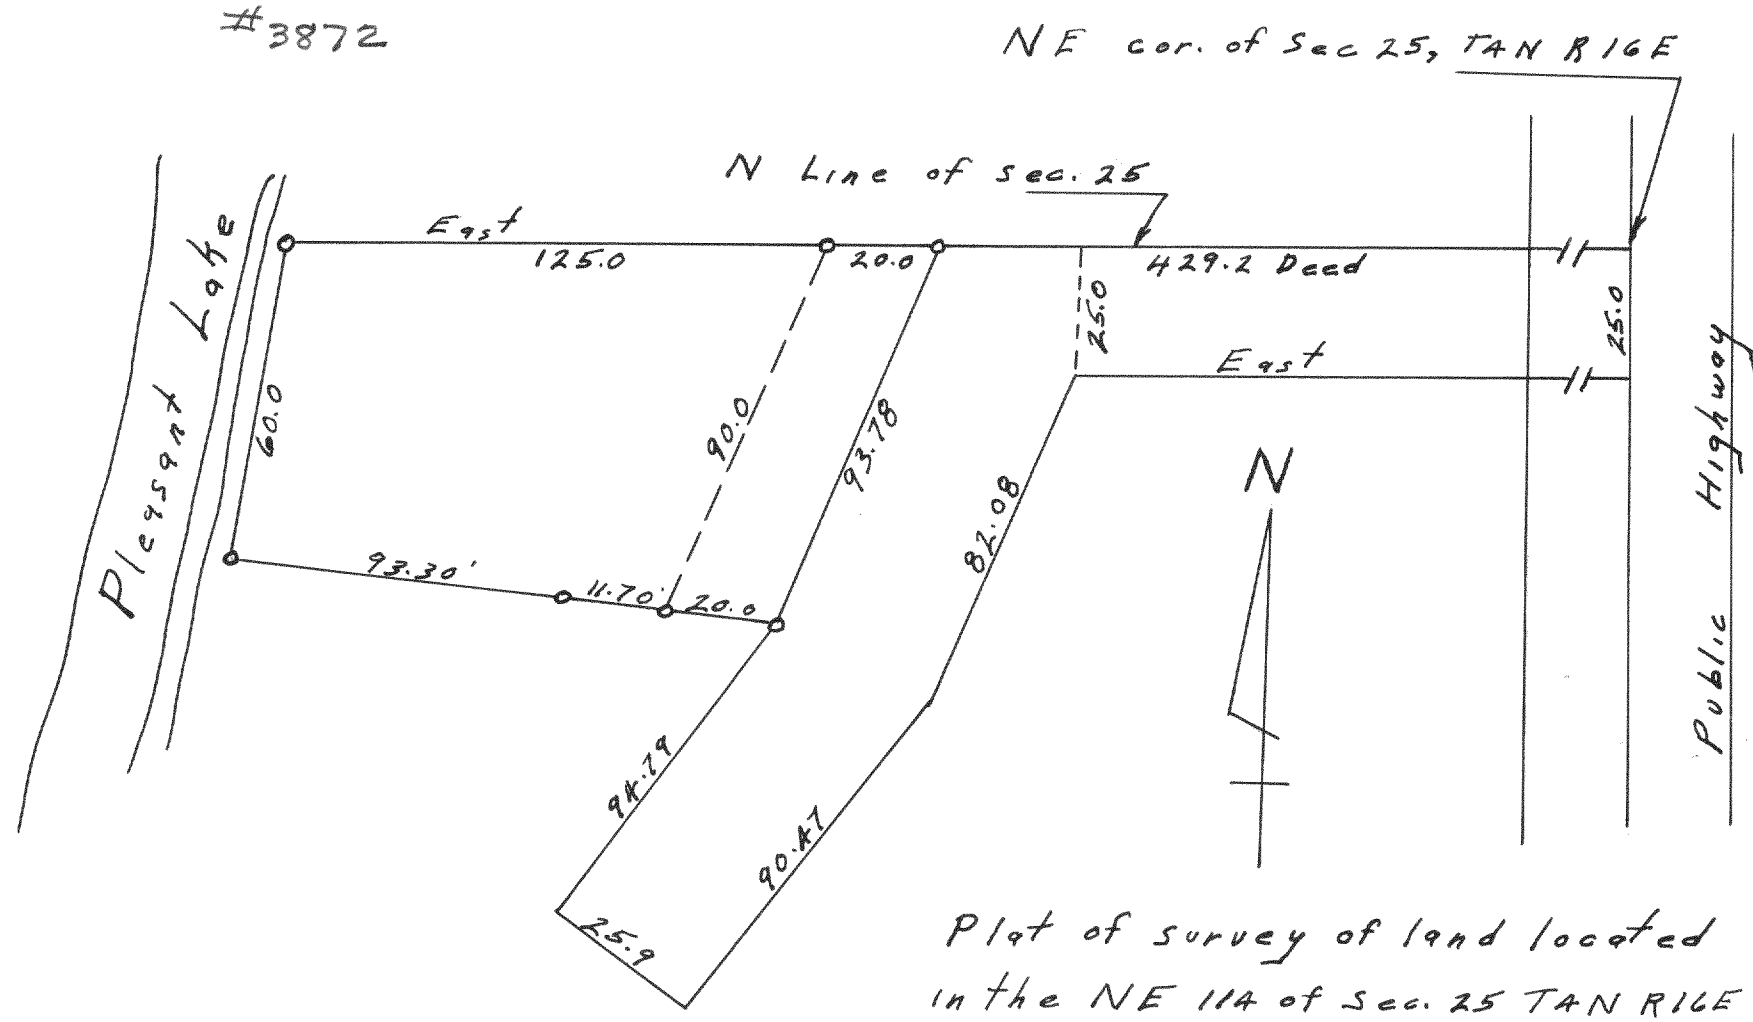 #3872
NE cor. of Sec 25, T4N R16E
N Line of sec. 25
East
125.0
20.0
429.2 Deed
25.0
25.0
East
Pleasant Lake
60.0
90.0
93.78
82.08
N
Public Highway
93.30'
11.70'
20.0
94.79
90.47
25.9
Plat of survey of land located
in the NE 1/4 of Sec. 25 T4N R16E